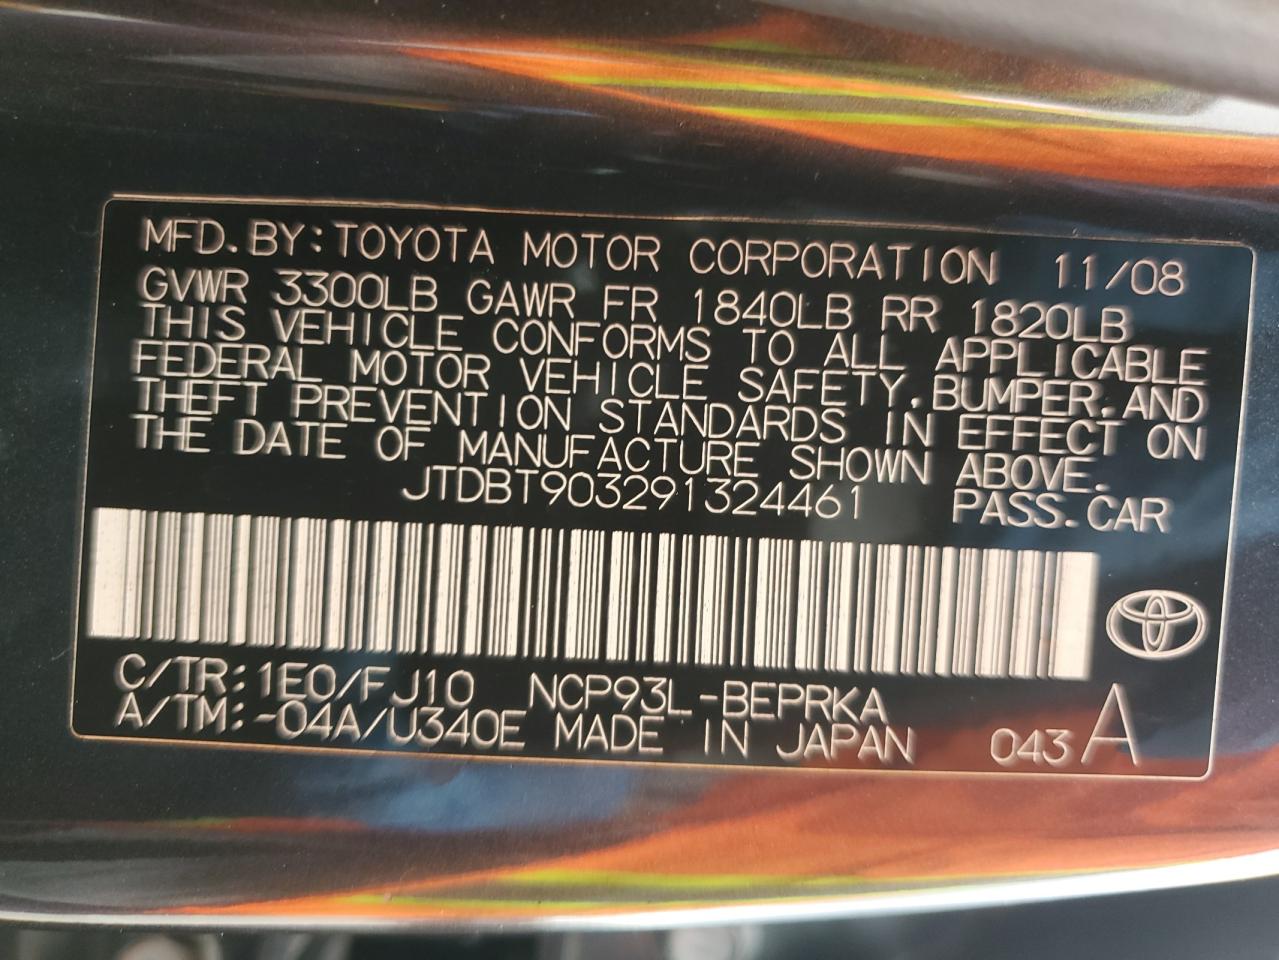 MFD. BY: TOYOTA MOTOR CORPORATION 11/08
GVWR 3300LB GAWR FR 1840LB RR 1820LB
THIS VEHICLE CONFORMS TO ALL APPLICABLE
FEDERAL MOTOR VEHICLE SAFETY, BUMPER, AND
THEFT PREVENTION STANDARDS IN EFFECT ON
THE DATE OF MANUFACTURE SHOWN ABOVE.
JTDBT903291324461 PASS. CAR
C/TR: 1E0/FJ10 NCP93L-BEPRKA
A/TM: -04A/U340E MADE IN JAPAN 043 A